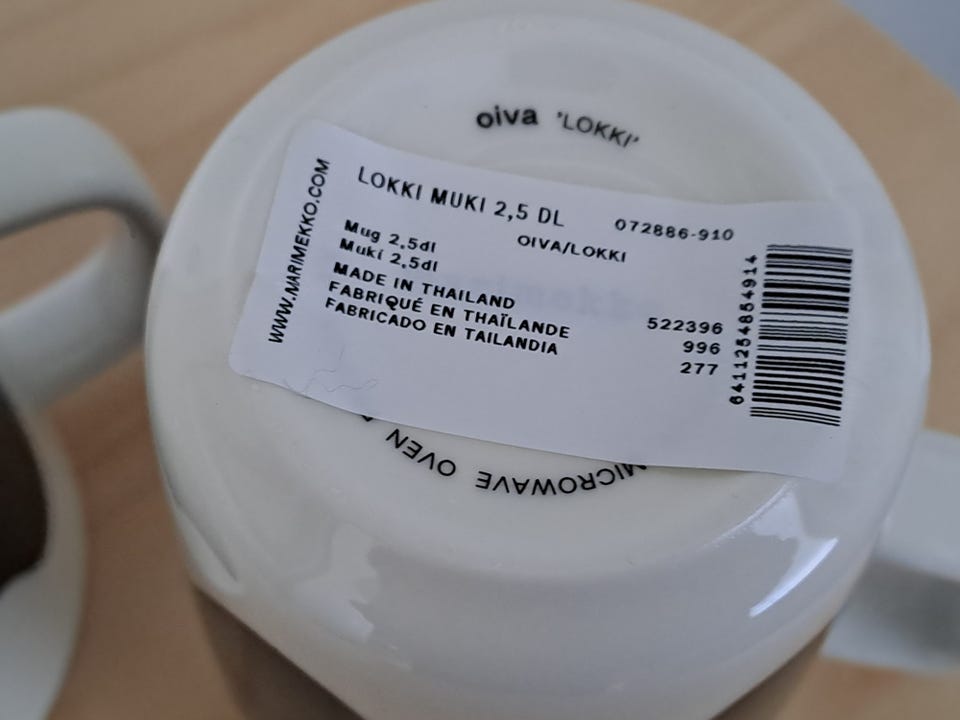 oiva 'LOKKI'
LOKKI MUKI 2,5 DL
072886-910
OIVA/LOKKI
Mug 2,5dl
Muki 2,5dl
MADE IN THAILAND
FABRIQUÉ EN THAÏLANDE
FABRICADO EN TAILANDIA
522396
996
277
6411254854914
WWW.MARIMEKKO.COM
MICROWAVE OVEN